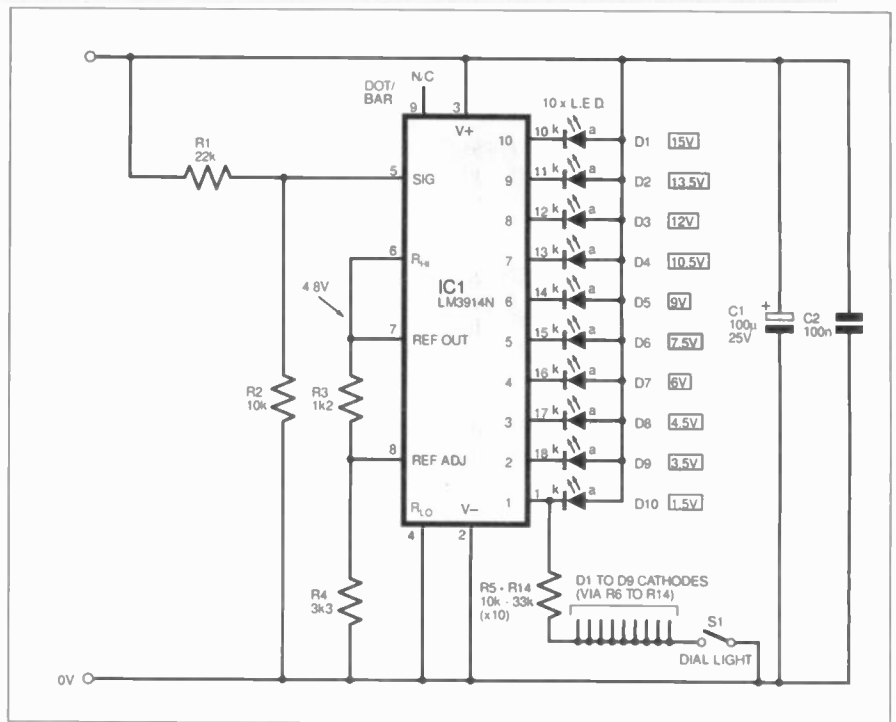 N/C
DOT/
BAR
9
3
10 x L.E.D.
V+
R1
22k
5
SIG
10
10
k
a
D1
15V
9
11
k
a
D2
13.5V
8
12
k
a
D3
12V
6
R HI
7
13
k
a
D4
10.5V
4 8V
IC1
LM3914N
6
14
k
a
D5
9V
C1
100µ
25V
+
C2
100n
7
REF OUT
5
15
k
a
D6
7.5V
R2
10k
R3
1k2
4
16
k
a
D7
6V
3
17
k
a
D8
4.5V
8
REF ADJ
2
18
k
a
D9
3.5V
R LO
V–
1
1
k
a
D10
1.5V
4
2
R4
3k3
R5 - R14
10k - 33k
(x10)
D1 TO D9 CATHODES
(VIA R6 TO R14)
S1
DIAL LIGHT
0V